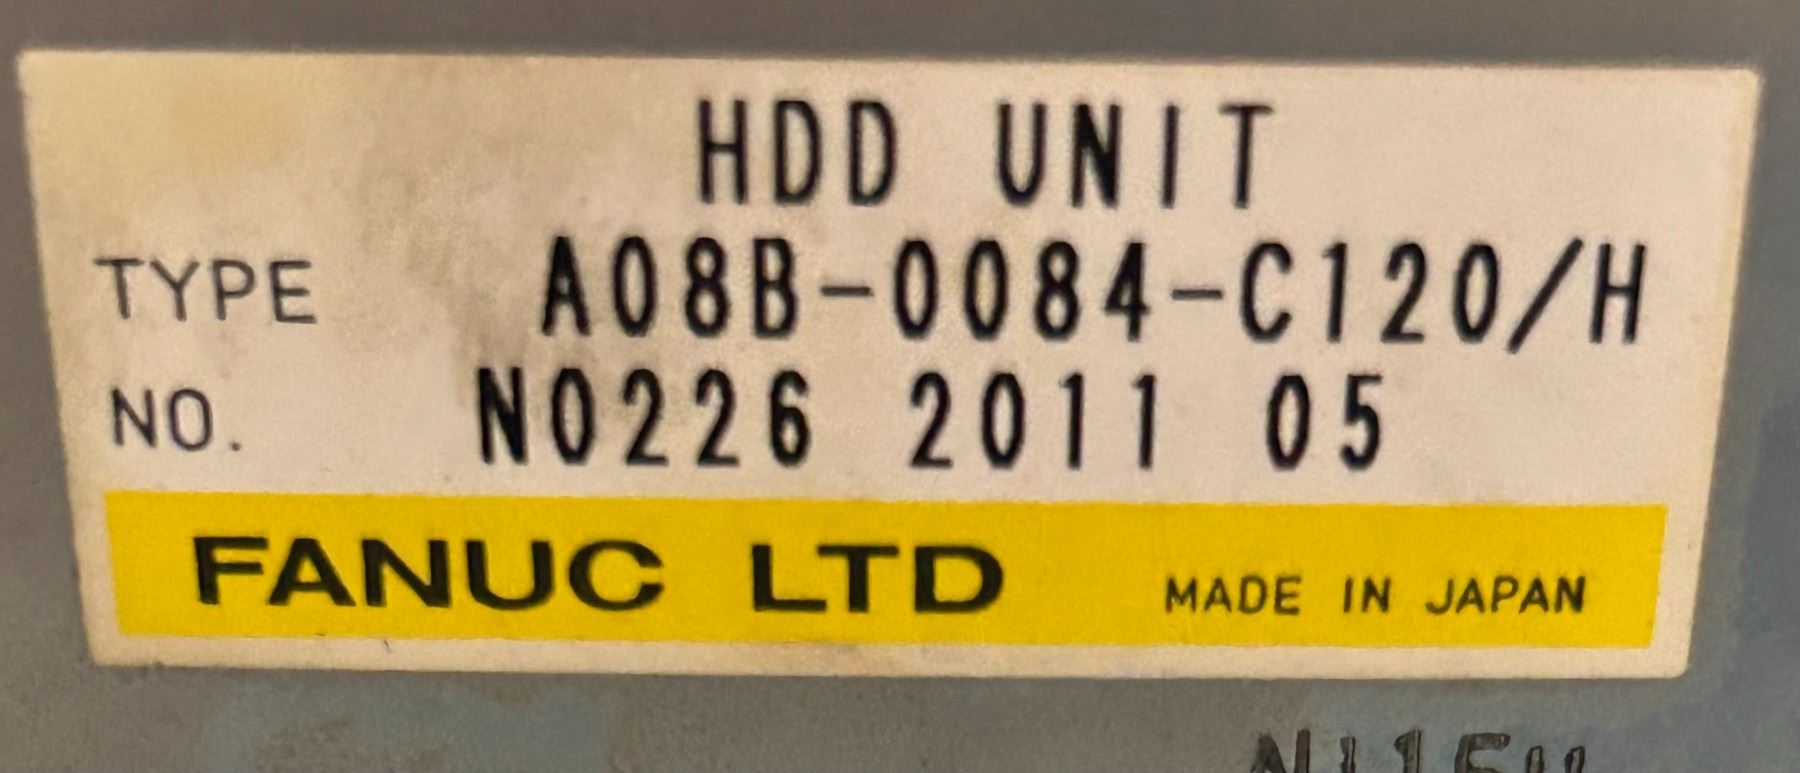 HDD UNIT
TYPE A08B-0084-C120/H
NO. N0226 2011 05
FANUC LTD MADE IN JAPAN